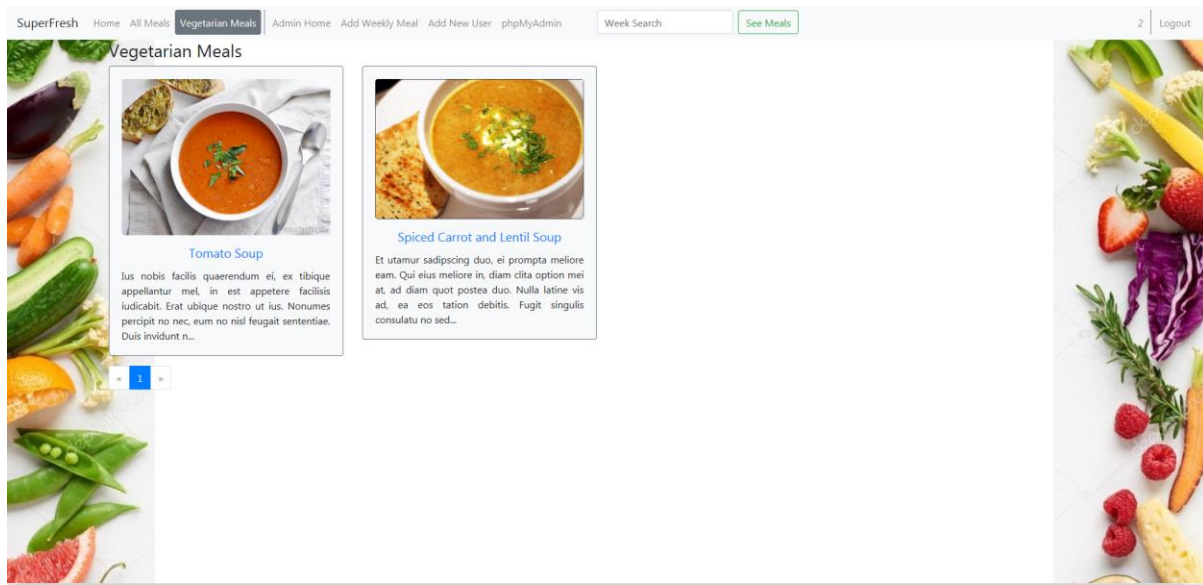 SuperFresh Home All Meals Vegetarian Meals Admin Home Add Weekly Meal Add New User phpMyAdmin Week Search See Meals 2 Logout
Vegetarian Meals
Tomato Soup
Ius nobis facilis quaerendum ei, ex tibique
appellantur mel, in est appetere facilisis
iudicabit. Erat ubique nostro ut ius. Nonumes
percipit no nec, eum no nisl feugait sententiae.
Duis invidunt n...
Spiced Carrot and Lentil Soup
Et utamur sadipscing duo, ei prompta meliore
eam. Qui eius meliore in, diam clita option mei
at, ad diam quot postea duo. Nulla latine vis
ad, ea eos tation debitis. Fugit singulis
consulatu no sed...
« 1 »